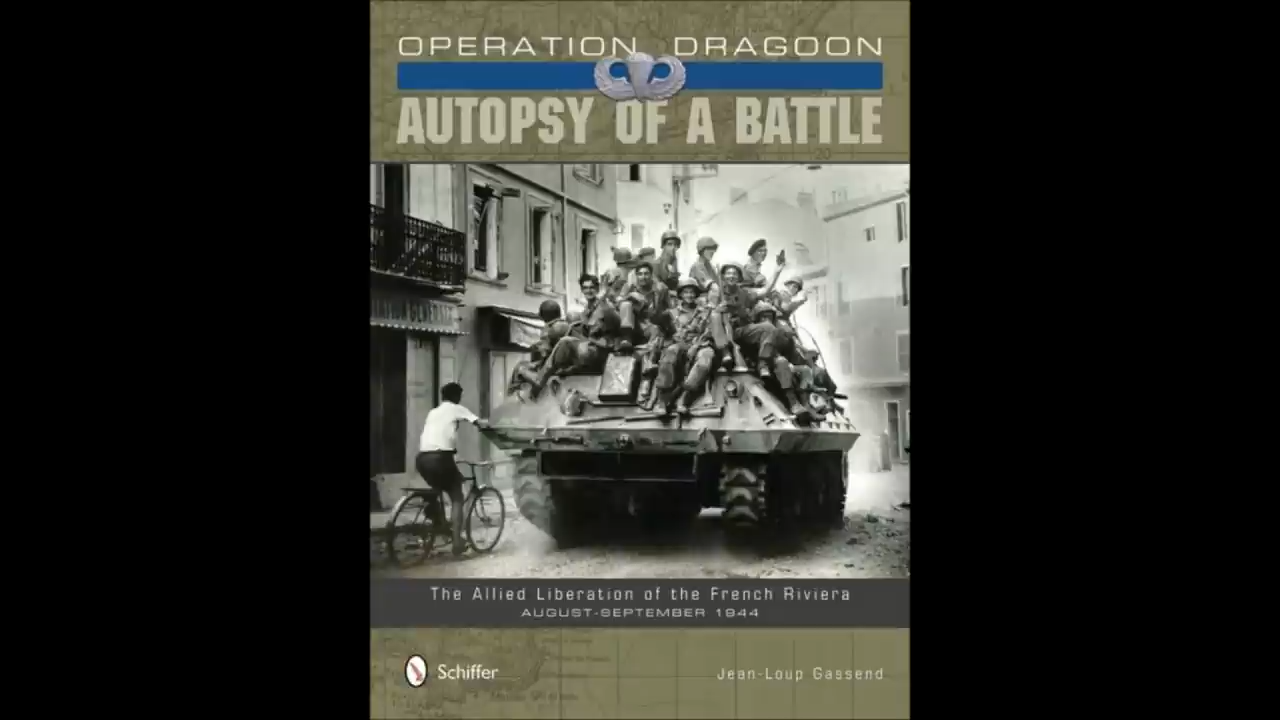 OPERATION DRAGOON
AUTOPSY OF A BATTLE
The Allied Liberation of the French Riviera
AUGUST-SEPTEMBER 1944
Schiffer
Jean-Loup Gassend